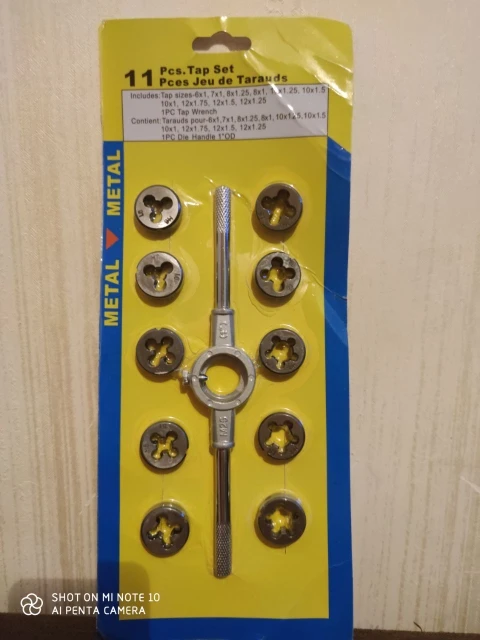 11 Pcs.Tap Set
Pces Jeu de Tarauds
Includes:Tap sizes-6x1, 7x1, 8x1.25, 8x1, 10x1.25, 10x1.5
10x1, 12x1.75, 12x1.5, 12x1.25
1PC Tap Wrench
Contient:Tarauds pour-6x1,7x1,8x1.25,8x1,10x1.25,10x1.5
10x1, 12x1.75, 12x1.5, 12x1.25
1PC Die Handle 1"OD
METAL METAL
SHOT ON MI NOTE 10
AI PENTA CAMERA